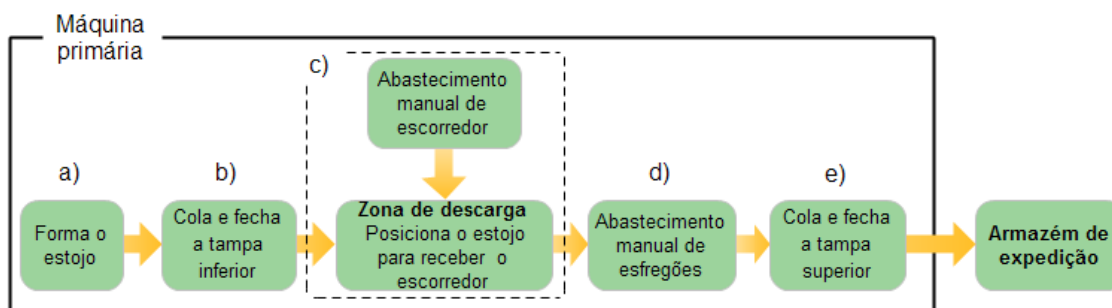 Máquina
primária
a)
Forma o
estojo
b)
Cola e fecha
a tampa
inferior
c)
Abastecimento
manual de
escorredor
Zona de descarga
Posiciona o estojo
para receber o
escorredor
d)
Abastecimento
manual de
esfregões
e)
Cola e fecha
a tampa
superior
Armazém de
expedição